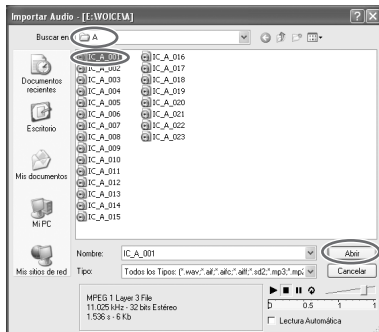 Importar Audio - [E:\VOICE\A]
Buscar en A
Documentos
recientes
Escritorio
Mis documentos
Mi PC
Mis sitios de red
IC_A_001
IC_A_002
IC_A_003
IC_A_004
IC_A_005
IC_A_006
IC_A_007
IC_A_008
IC_A_009
IC_A_010
IC_A_011
IC_A_012
IC_A_013
IC_A_014
IC_A_015
IC_A_016
IC_A_017
IC_A_018
IC_A_019
IC_A_020
IC_A_021
IC_A_022
IC_A_023
Nombre: IC_A_001 Abrir
Tipo: Todos los Tipos: (*.wav;*.aif;*.aifc;*.aiff;*.sd2;*.mp3;*.mp2 Cancelar
MPEG 1 Layer 3 File
11.025 kHz - 32 bits Estéreo
1.536 s - 6 Kb
0 0.5 1 1
Lectura Automática